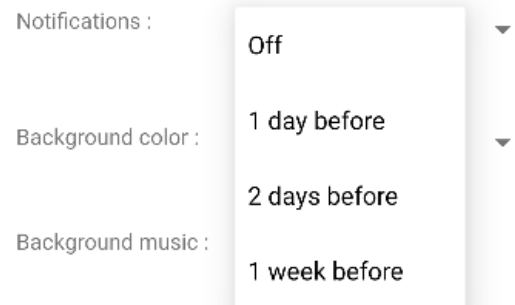 Notifications :
Off
1 day before
Background color :
2 days before
Background music :
1 week before